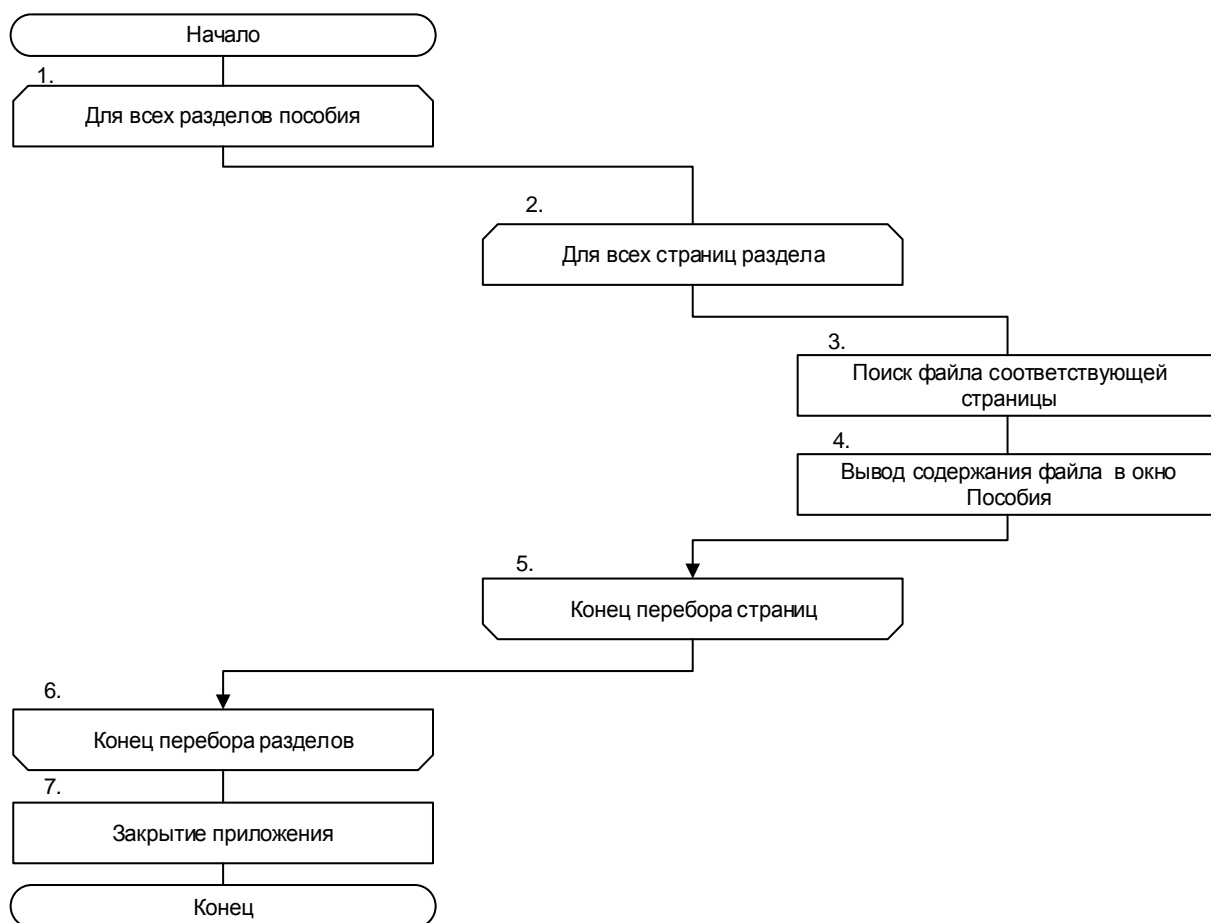 Начало
1.
Для всех разделов пособия
2.
Для всех страниц раздела
3.
Поиск файла соответствующей
страницы
4.
Вывод содержания файла в окно
Пособия
5.
Конец перебора страниц
6.
Конец перебора разделов
7.
Закрытие приложения
Конец